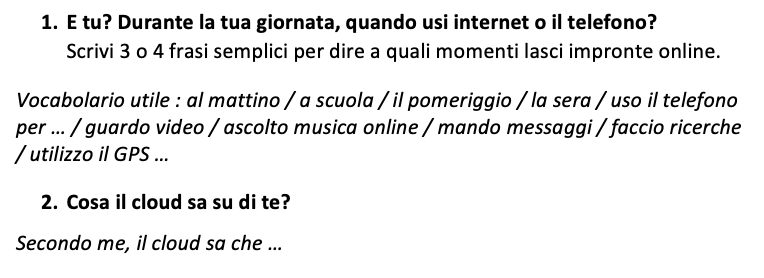 1. E tu? Durante la tua giornata, quando usi internet o il telefono?
Scrivi 3 o 4 frasi semplici per dire a quali momenti lasci impronte online.
Vocabolario utile : al mattino / a scuola / il pomeriggio / la sera / uso il telefono
per ... / guardo video / ascolto musica online / mando messaggi / faccio ricerche
/ utilizzo il GPS ...
2. Cosa il cloud sa su di te?
Secondo me, il cloud sa che ...